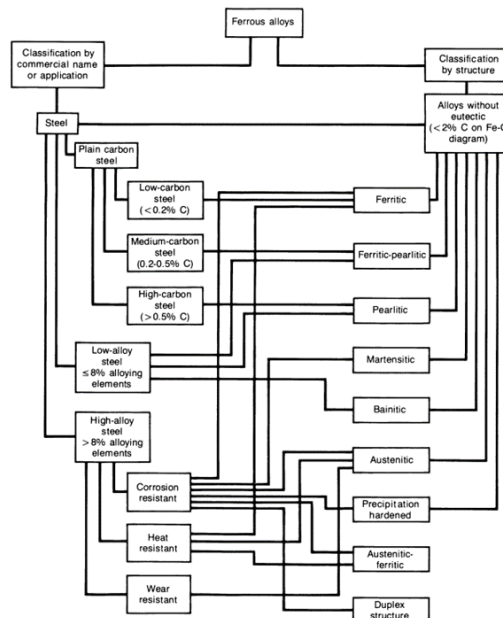 Ferrous alloys
Classification by
commercial name
or application
Classification
by structure
Steel
Alloys without
eutectic
(<2% C on Fe-C
diagram)
Plain carbon
steel
Low-carbon
steel
(<0.2% C)
Ferritic
Medium-carbon
steel
(0.2-0.5% C)
Ferritic-pearlitic
High-carbon
steel
(>0.5% C)
Pearlitic
Low-alloy
steel
≤8% alloying
elements
Martensitic
Bainitic
High-alloy
steel
>8% alloying
elements
Austenitic
Corrosion
resistant
Precipitation
hardened
Heat
resistant
Austenitic-
ferritic
Wear
resistant
Duplex
structure